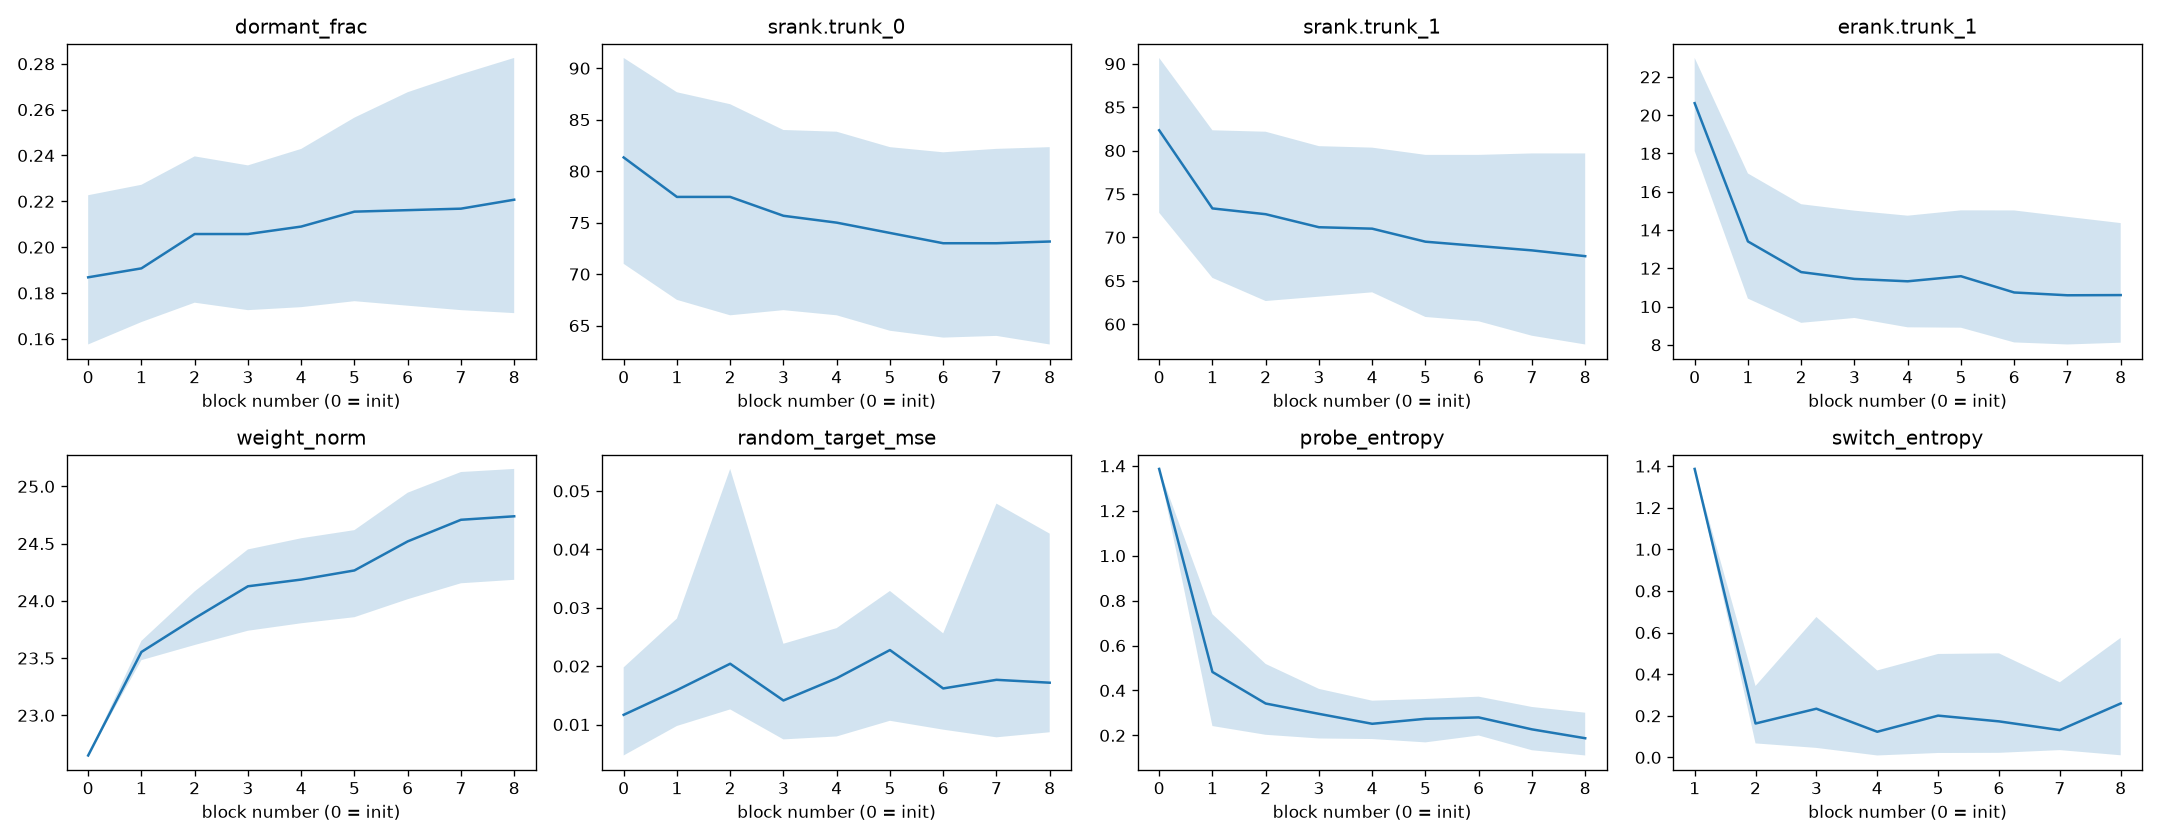 dormant_frac
0.28
0.26
0.24
0.22
0.20
0.18
0.16
0 1 2 3 4 5 6 7 8
block number (0 = init)
srank.trunk_0
90
85
80
75
70
65
0 1 2 3 4 5 6 7 8
block number (0 = init)
srank.trunk_1
90
85
80
75
70
65
60
0 1 2 3 4 5 6 7 8
block number (0 = init)
erank.trunk_1
22
20
18
16
14
12
10
8
0 1 2 3 4 5 6 7 8
block number (0 = init)
weight_norm
25.0
24.5
24.0
23.5
23.0
0 1 2 3 4 5 6 7 8
block number (0 = init)
random_target_mse
0.05
0.04
0.03
0.02
0.01
0 1 2 3 4 5 6 7 8
block number (0 = init)
probe_entropy
1.4
1.2
1.0
0.8
0.6
0.4
0.2
0 1 2 3 4 5 6 7 8
block number (0 = init)
switch_entropy
1.4
1.2
1.0
0.8
0.6
0.4
0.2
0.0
1 2 3 4 5 6 7 8
block number (0 = init)